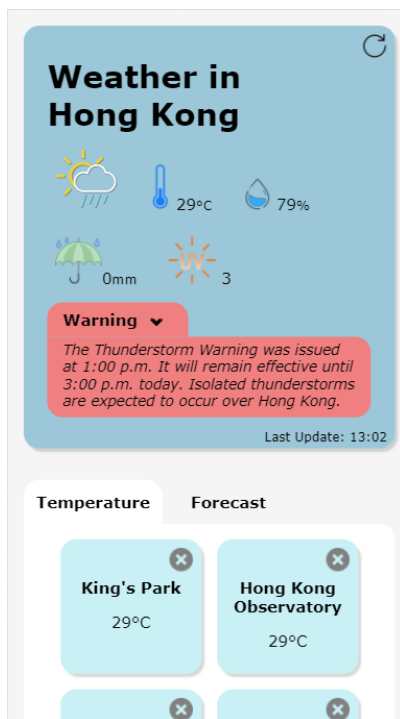 Weather in
Hong Kong
29°C
79%
0mm
UV
3
Warning
The Thunderstorm Warning was issued
at 1:00 p.m. It will remain effective until
3:00 p.m. today. Isolated thunderstorms
are expected to occur over Hong Kong.
Last Update: 13:02
Temperature Forecast
King's Park
29°C
Hong Kong
Observatory
29°C